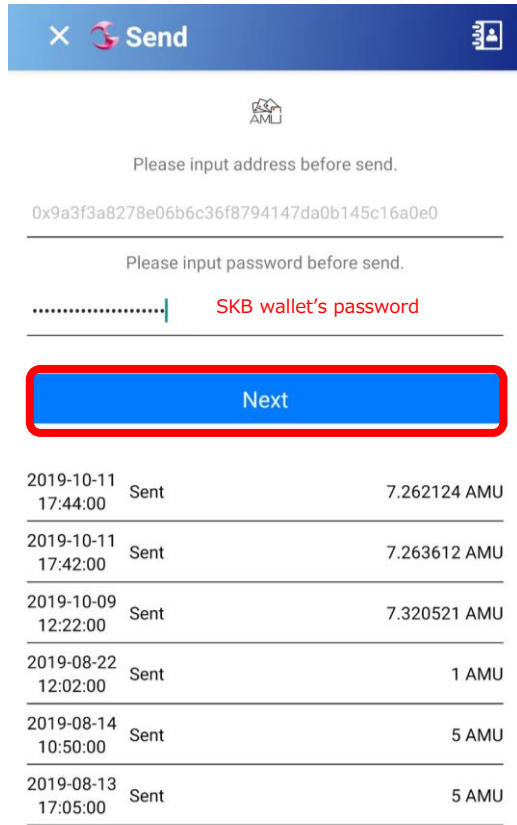 Send
AMU
Please input address before send.
0x9a3f3a8278e06b6c36f8794147da0b145c16a0e0
Please input password before send.
•••••••••••••••••••••• SKB wallet’s password
Next
2019-10-11
17:44:00 Sent 7.262124 AMU
2019-10-11
17:42:00 Sent 7.263612 AMU
2019-10-09
12:22:00 Sent 7.320521 AMU
2019-08-22
12:02:00 Sent 1 AMU
2019-08-14
10:50:00 Sent 5 AMU
2019-08-13
17:05:00 Sent 5 AMU